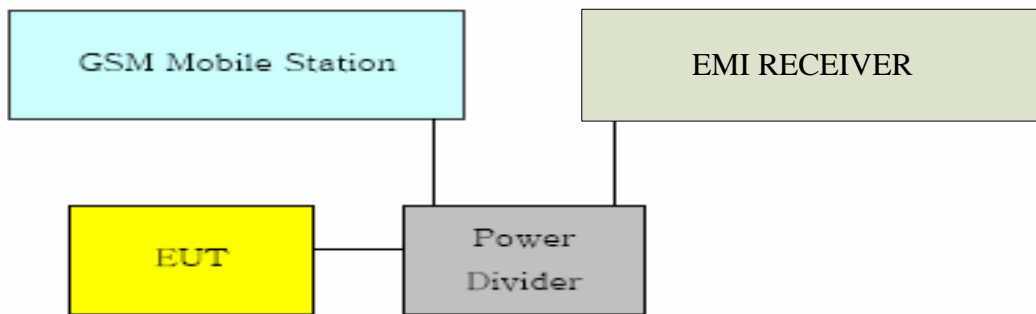 GSM Mobile Station
EMI RECEIVER
EUT
Power
Divider